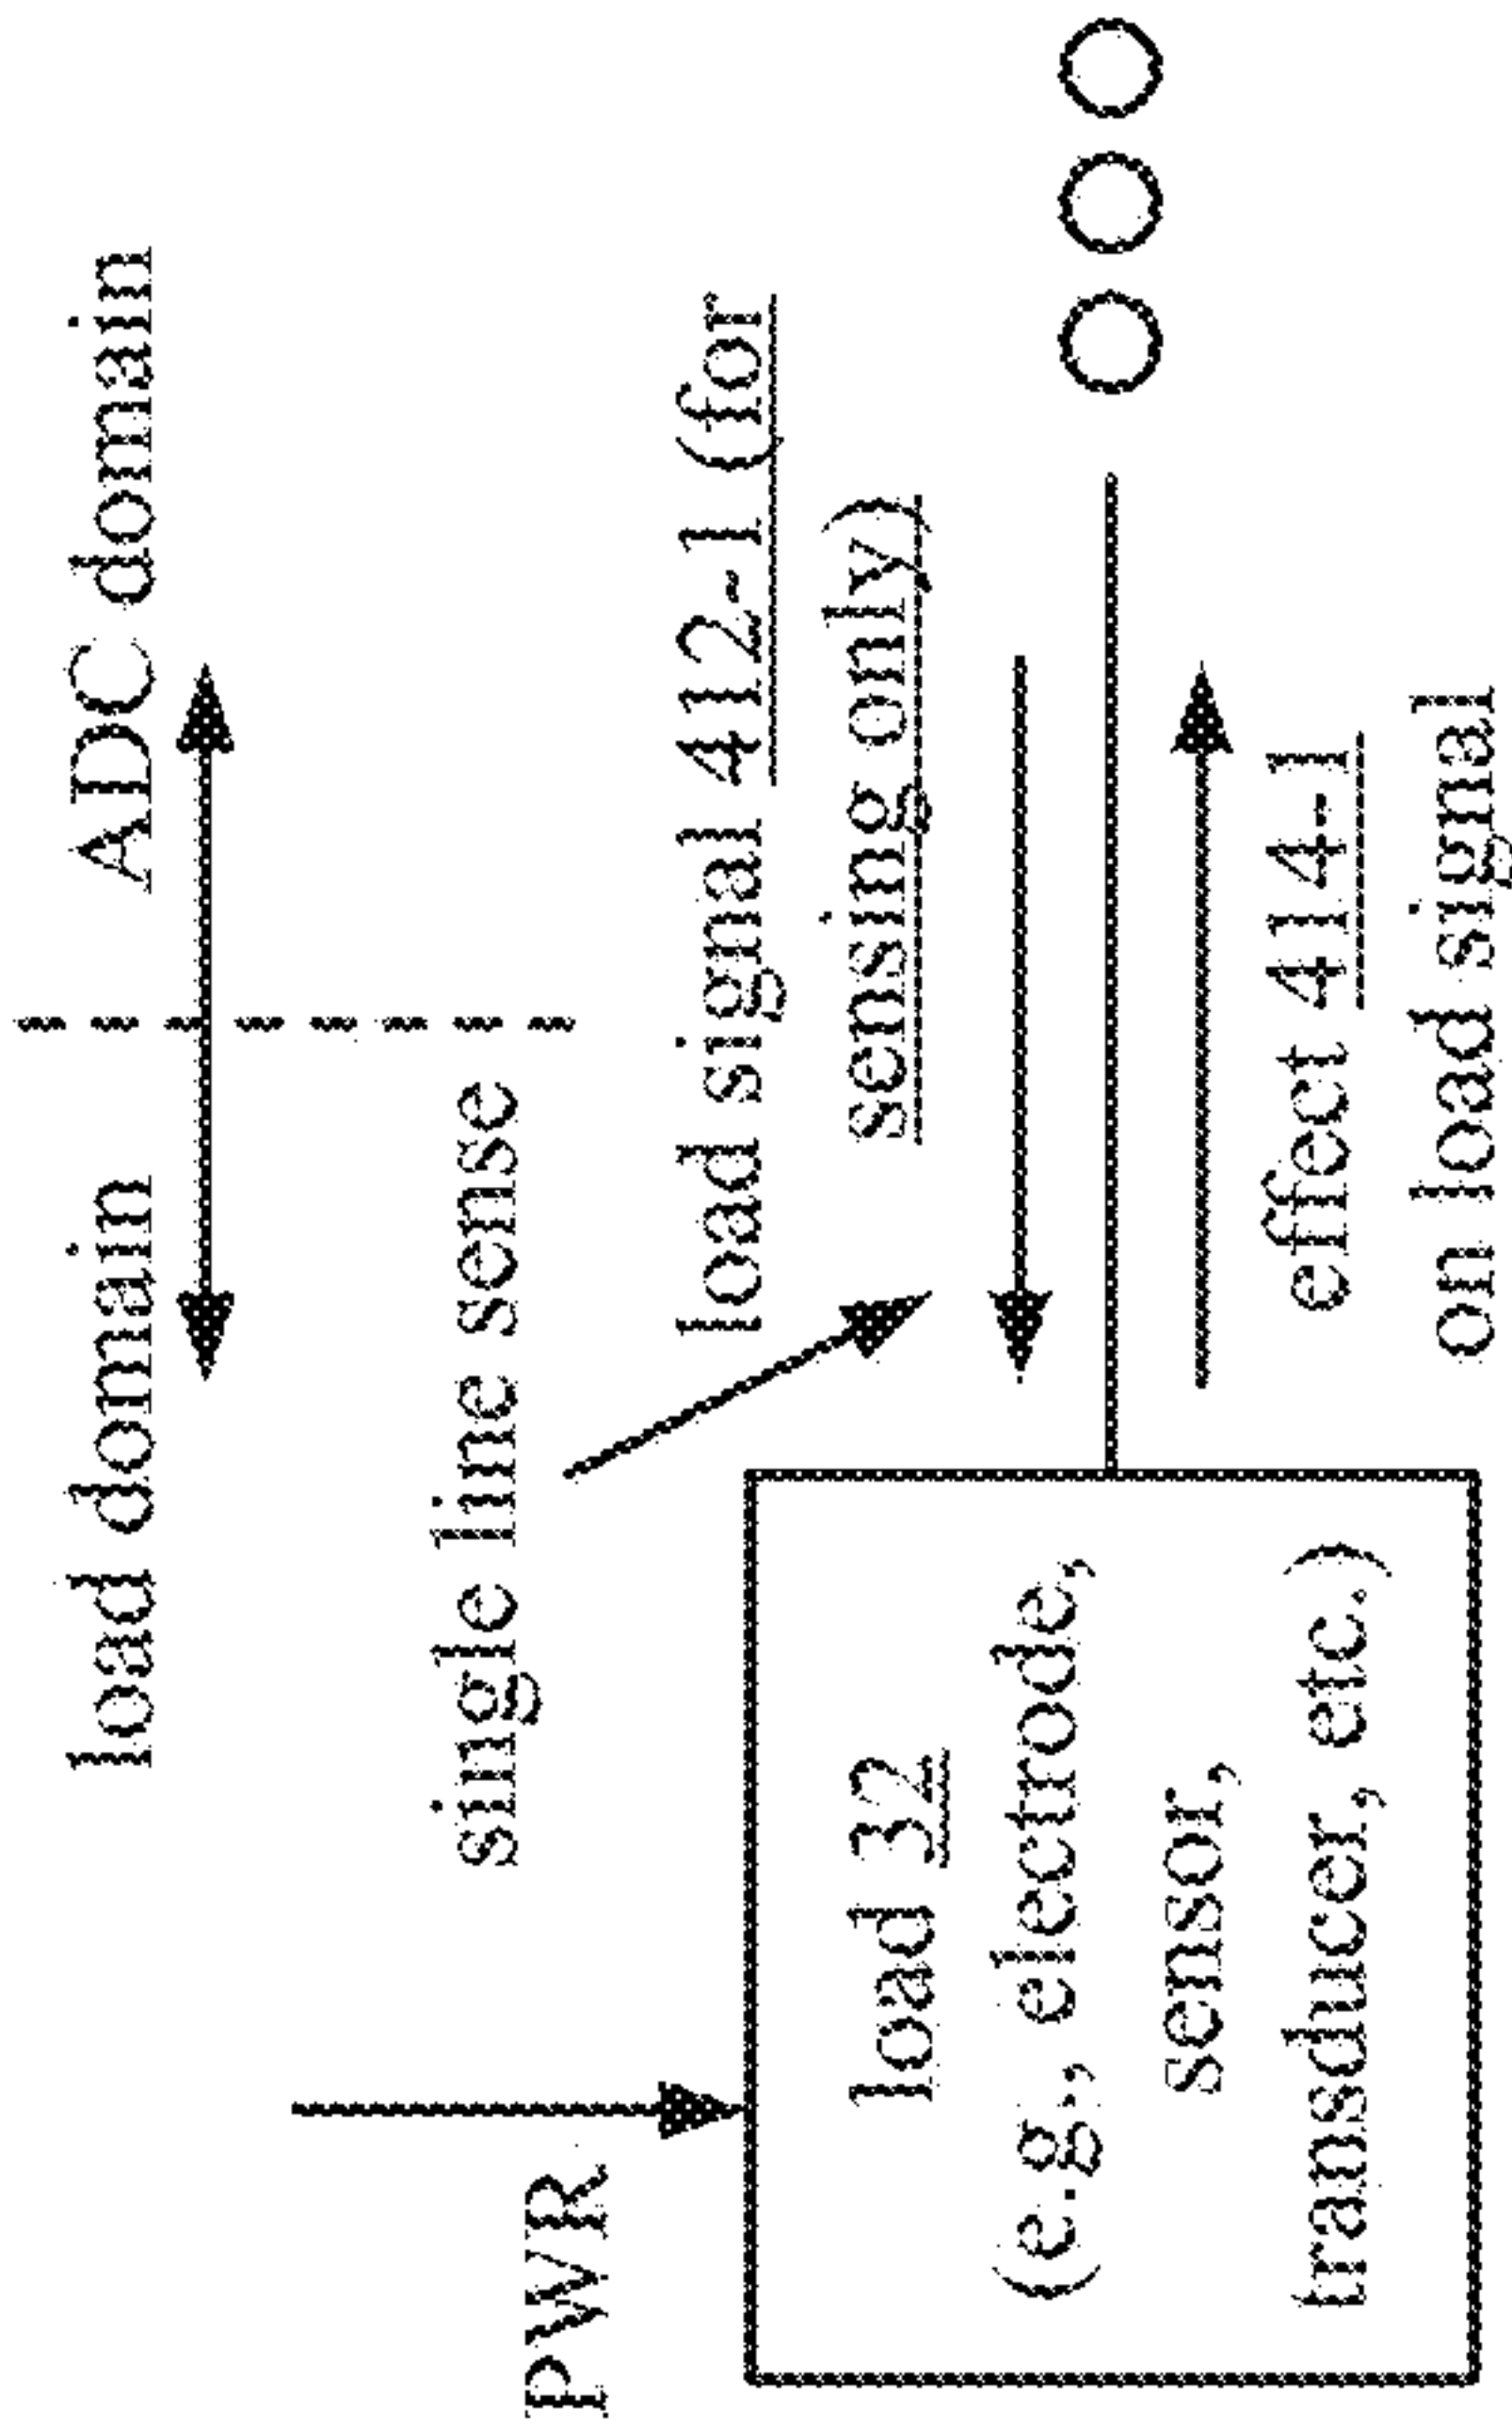 load domain
ADC domain
single line sense
PWR
load signal 412-1 (for
sensing only)
load 32
(e.g., electrode,
sensor,
transducer, etc.)
effect 414-1
on load signal